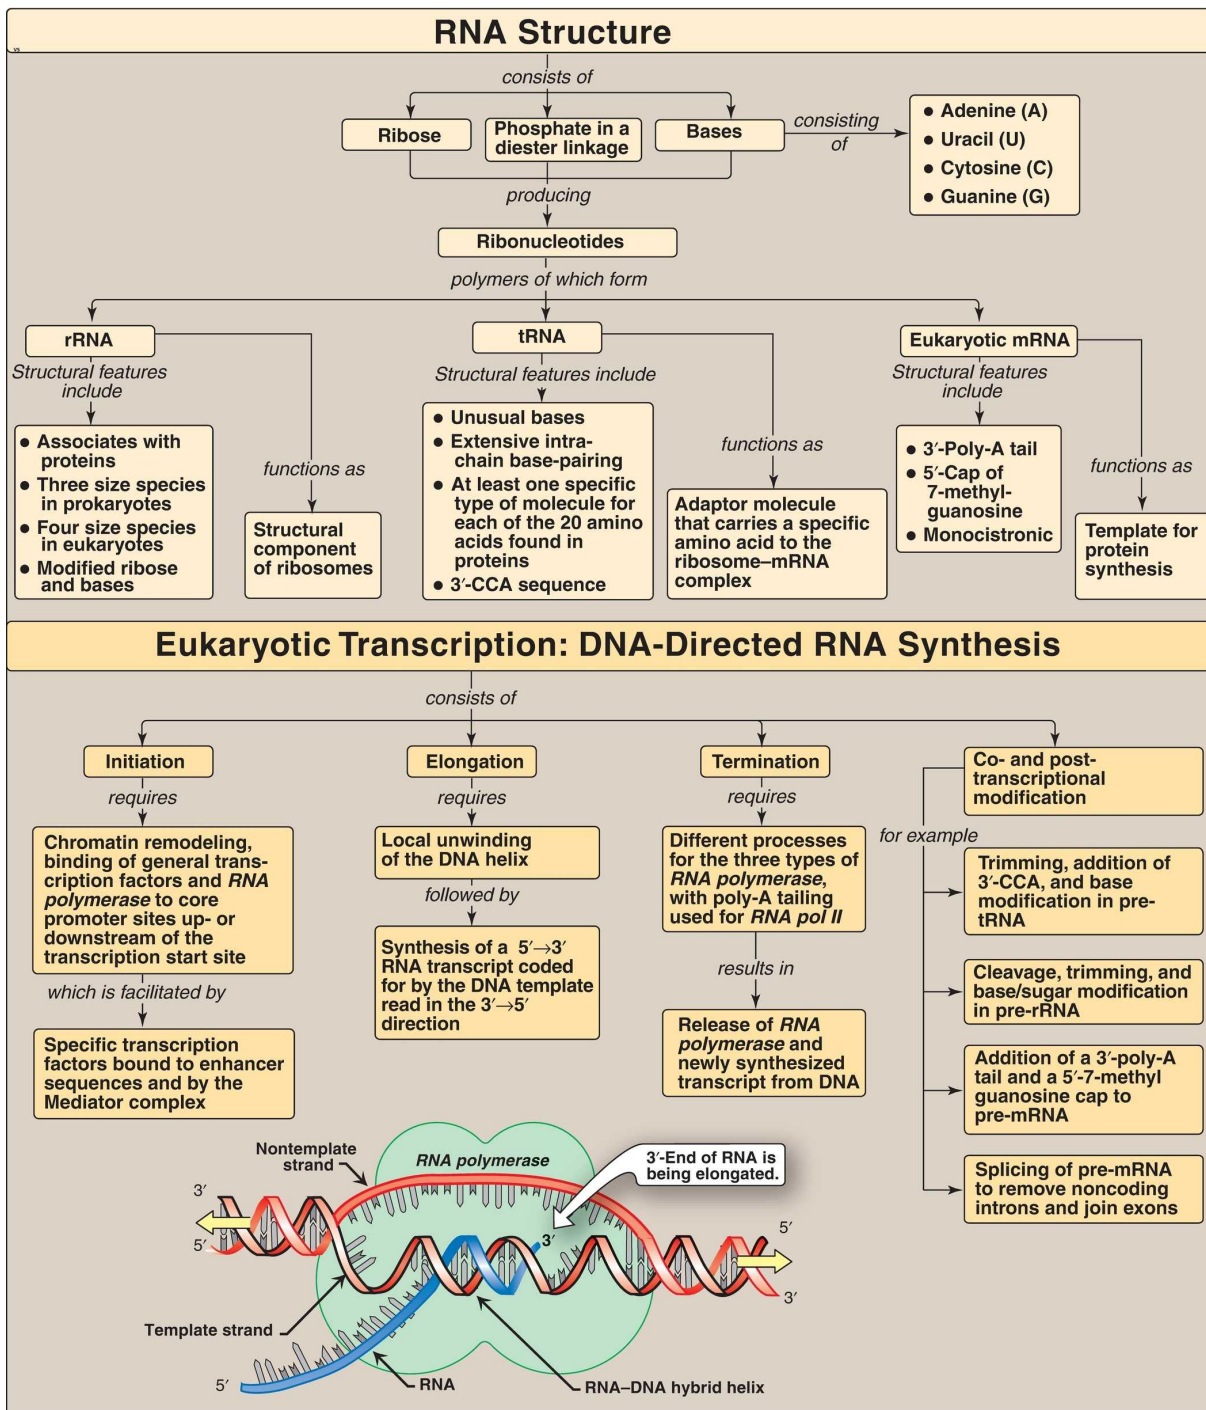 RNA Structure
vs
consists of
Ribose
Phosphate in a
diester linkage
Bases
consisting
of
● Adenine (A)
● Uracil (U)
● Cytosine (C)
● Guanine (G)
producing
Ribonucleotides
polymers of which form
rRNA
Structural features
include
● Associates with
proteins
● Three size species
in prokaryotes
● Four size species
in eukaryotes
● Modified ribose
and bases
functions as
Structural
component
of ribosomes
tRNA
Structural features include
● Unusual bases
● Extensive intra-
chain base-pairing
● At least one specific
type of molecule for
each of the 20 amino
acids found in
proteins
● 3′-CCA sequence
functions as
Adaptor molecule
that carries a specific
amino acid to the
ribosome–mRNA
complex
Eukaryotic mRNA
Structural features
include
● 3′-Poly-A tail
● 5′-Cap of
7-methyl-
guanosine
● Monocistronic
functions as
Template for
protein
synthesis
Eukaryotic Transcription: DNA-Directed RNA Synthesis
consists of
Initiation
requires
Chromatin remodeling,
binding of general trans-
cription factors and RNA
polymerase to core
promoter sites up- or
downstream of the
transcription start site
which is facilitated by
Specific transcription
factors bound to enhancer
sequences and by the
Mediator complex
Elongation
requires
Local unwinding
of the DNA helix
followed by
Synthesis of a 5′→3′
RNA transcript coded
for by the DNA template
read in the 3′→5′
direction
Termination
requires
Different processes
for the three types of
RNA polymerase,
with poly-A tailing
used for RNA pol II
results in
Release of RNA
polymerase and
newly synthesized
transcript from DNA
Co- and post-
transcriptional
modification
for example
Trimming, addition of
3′-CCA, and base
modification in pre-
tRNA
Cleavage, trimming, and
base/sugar modification
in pre-rRNA
Addition of a 3′-poly-A
tail and a 5′-7-methyl
guanosine cap to
pre-mRNA
Splicing of pre-mRNA
to remove noncoding
introns and join exons
Nontemplate
strand
RNA polymerase
3′-End of RNA is
being elongated.
3′
5′
3′
5′
3′
Template strand
5′
RNA
RNA–DNA hybrid helix